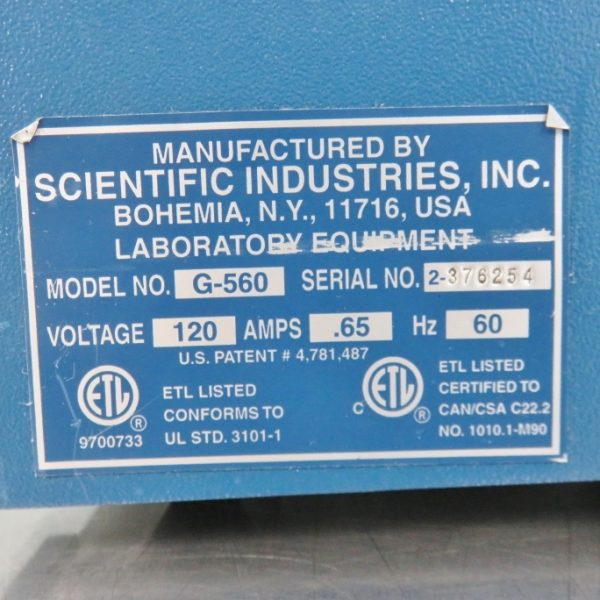 MANUFACTURED BY
SCIENTIFIC INDUSTRIES, INC.
BOHEMIA, N.Y., 11716, USA
LABORATORY EQUIPMENT
MODEL NO. G-560 SERIAL NO. 2-376254
VOLTAGE 120 AMPS .65 Hz 60
U.S. PATENT # 4,781,487
ETL ® 9700733
ETL LISTED
CONFORMS TO
UL STD. 3101-1
C ETL ®
ETL LISTED
CERTIFIED TO
CAN/CSA C22.2
NO. 1010.1-M90